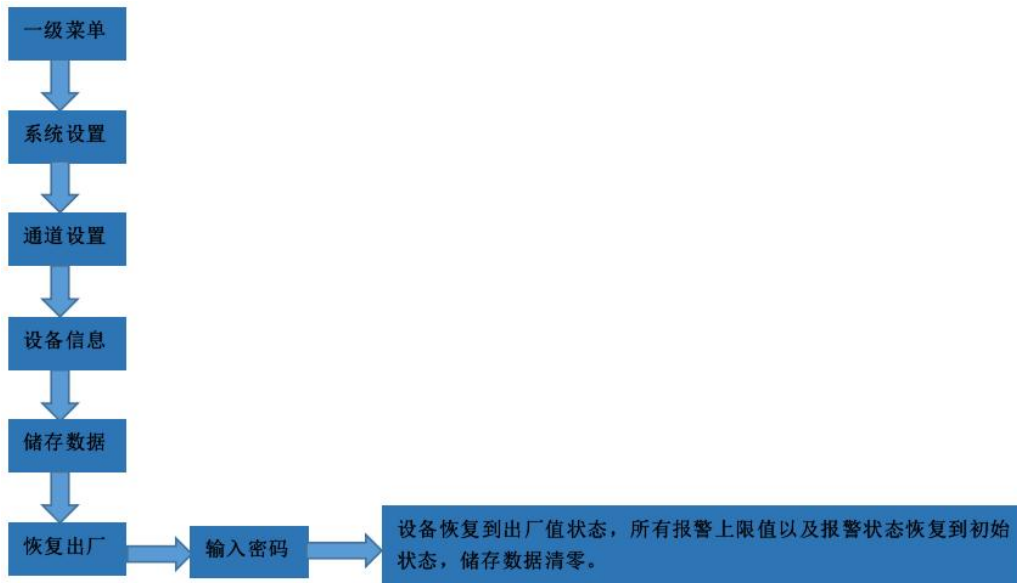 一级菜单
系统设置
通道设置
设备信息
储存数据
恢复出厂
输入密码
设备恢复到出厂值状态，所有报警上限值以及报警状态恢复到初始
状态，储存数据清零。